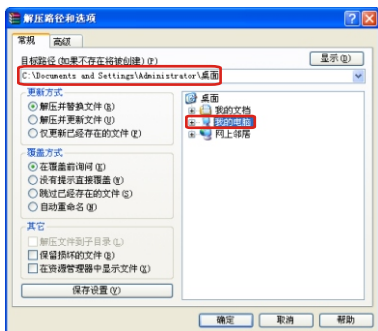 解压路径和选项
常规 高级
目标路径(如果不存在将被创建)(P) 显示(D)
C:\Documents and Settings\Administrator\桌面
更新方式
解压并替换文件(R)
解压并更新文件(U)
仅更新已经存在的文件(F)
覆盖方式
在覆盖前询问(K)
没有提示直接覆盖(W)
跳过已经存在的文件(S)
自动重命名(M)
其它
解压文件到子目录(L)
保留损坏的文件(B)
在资源管理器中显示文件(X)
保存设置(V)
桌面
我的文档
我的电脑
网上邻居
确定 取消 帮助